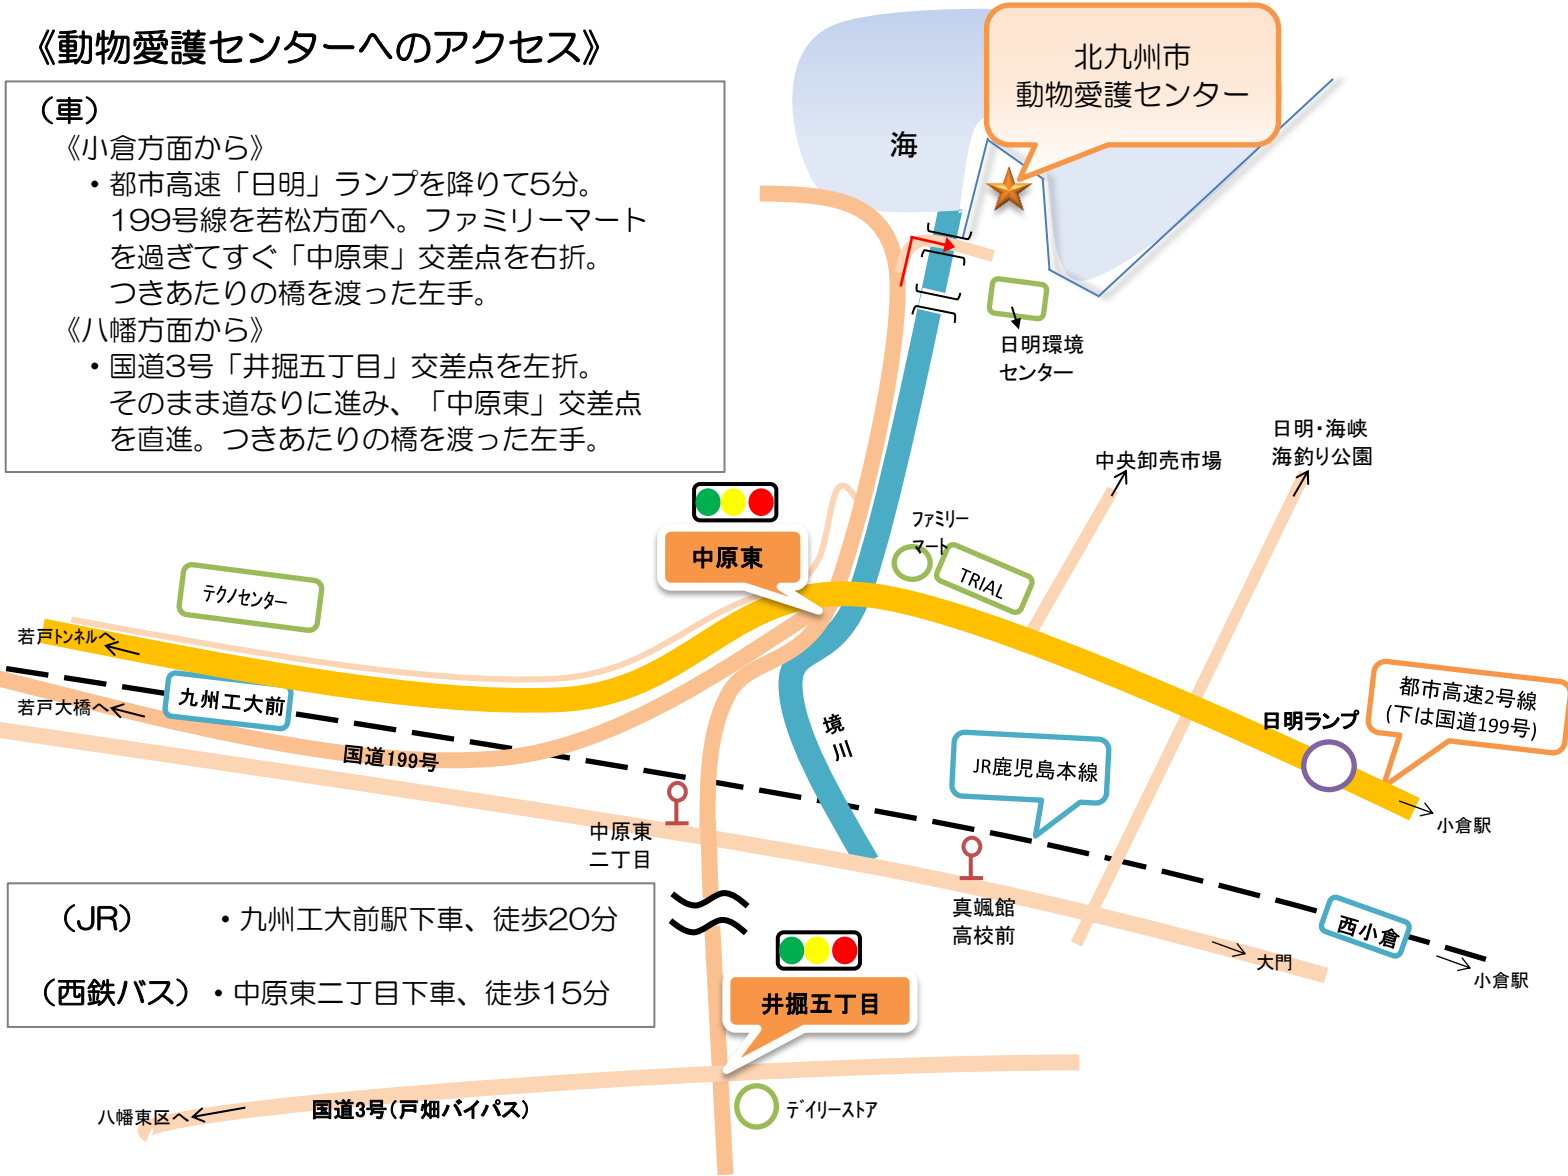 《動物愛護センターへのアクセス》
（車）
《小倉方面から》
・都市高速「日明」ランプを降りて5分。
199号線を若松方面へ。ファミリーマート
を過ぎてすぐ「中原東」交差点を右折。
つきあたりの橋を渡った左手。
《八幡方面から》
・国道3号「井掘五丁目」交差点を左折。
そのまま道なりに進み、「中原東」交差点
を直進。つきあたりの橋を渡った左手。
北九州市
動物愛護センター
海
日明環境
センター
日明・海峡
海釣り公園
中央卸売市場
ファミリー
マート
TRIAL
中原東
テクノセンター
若戸トンネルへ
九州工大前
若戸大橋へ
国道199号
境川
JR鹿児島本線
日明ランプ
都市高速2号線
(下は国道199号)
小倉駅
中原東
二丁目
真颯館
高校前
西小倉
大門
小倉駅
（JR）　・九州工大前駅下車、徒歩20分
（西鉄バス）・中原東二丁目下車、徒歩15分
井掘五丁目
八幡東区へ
国道3号(戸畑バイパス)
デイリーストア